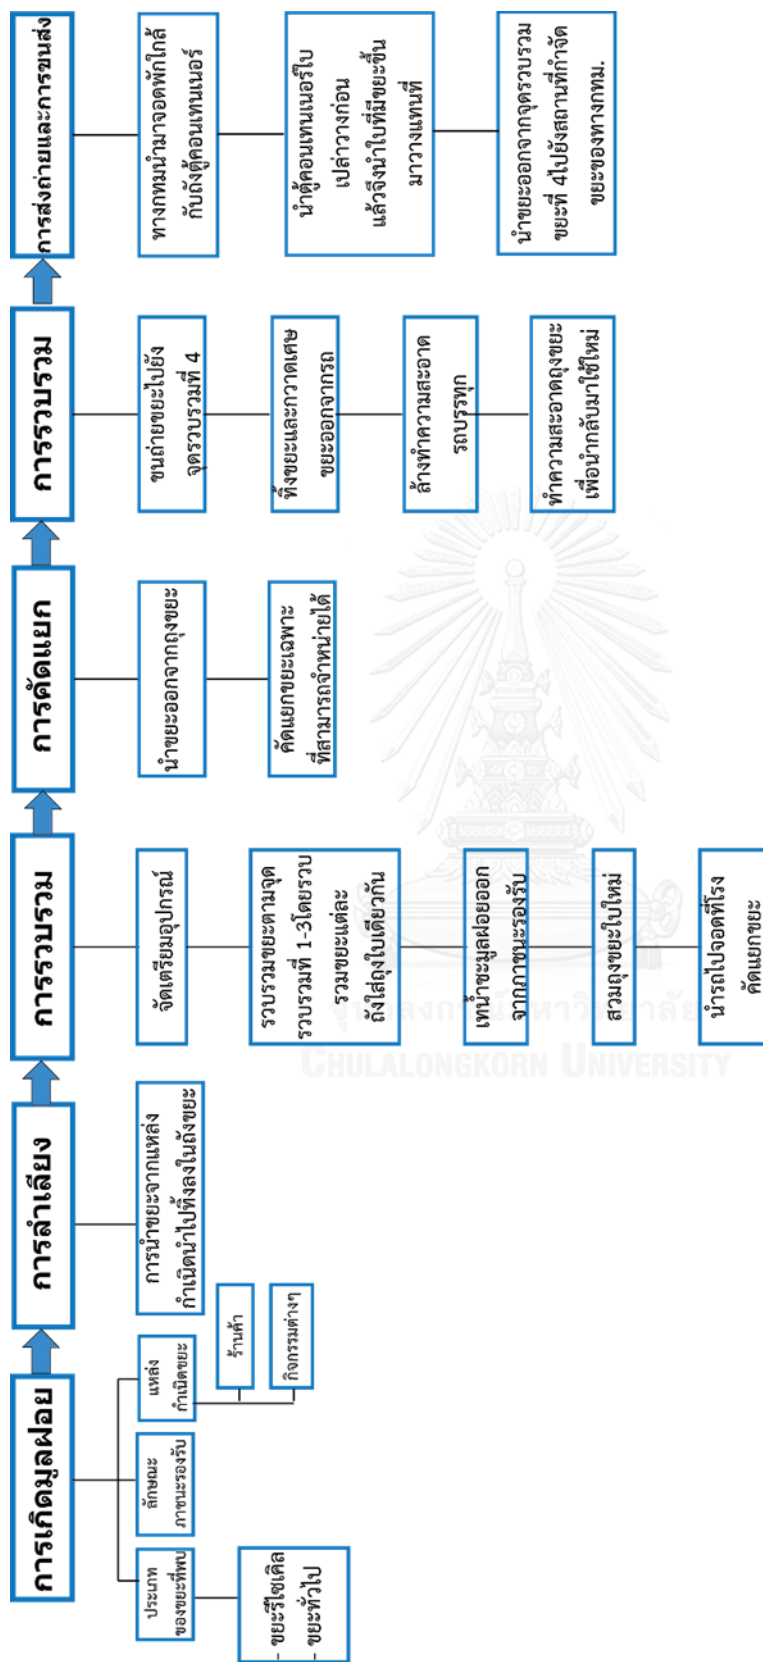 การเกิดมูลฝอย
ประเภท
ของขยะที่พบ
- ขยะรีไซเคิล
- ขยะทั่วไป
ลักษณะ
ภาชนะรองรับ
แหล่ง
กำเนิดขยะ
ร้านค้า
กิจกรรมต่างๆ
การลำเลียง
การนำขยะจากแหล่ง
กำเนิดนำไปทิ้งลงในถังขยะ
การรวบรวม
จัดเตรียมอุปกรณ์
รวบรวมขยะตามจุด
รวบรวมที่ 1-3โดยรวบ
รวมขยะแต่ละ
ถังใส่ถุงใบเดียวกัน
เทน้ำชะมูลฝอยออก
จากภาชนะรองรับ
สวมถุงขยะใบใหม่
นำรถไปจอดที่โรง
คัดแยกขยะ
การคัดแยก
นำขยะออกจากถุงขยะ
คัดแยกขยะเฉพาะ
ที่สามารถจำหน่ายได้
การรวบรวม
ขนถ่ายขยะไปยัง
จุดรวบรวมที่ 4
ทิ้งขยะและกวาดเศษ
ขยะออกจากรถ
ล้างทำความสะอาด
รถบรรทุก
ทำความสะอาดถุงขยะ
เพื่อนำกลับมาใช้ใหม่
การส่งถ่ายและการขนส่ง
ทางกทมนำมาจอดพักใกล้
กับถังตู้คอนเทนเนอร์
นำตู้คอนเทนเนอร์ใบ
เปล่าวางก่อน
แล้วจึงนำใบที่มีขยะขึ้น
มาวางแทนที่
นำขยะออกจากจุดรวบรวม
ขยะที่ 4ไปยังสถานที่กำจัด
ขยะของทางกทม.
จุฬาลงกรณ์มหาวิทยาลัย
CHULALONGKORN UNIVERSITY